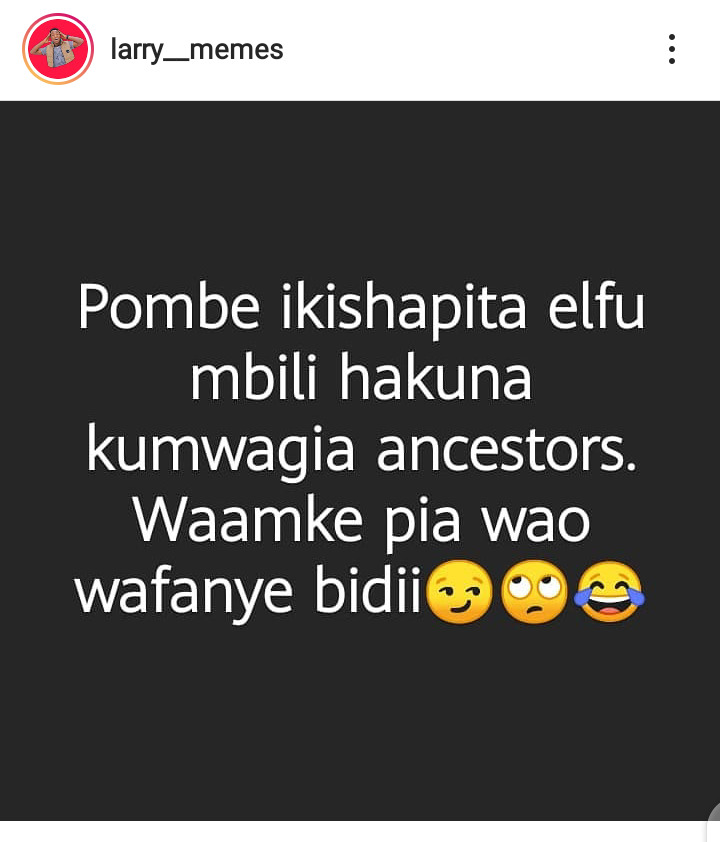 larry__memes
Pombe ikishapita elfu
mbili hakuna
kumwagia ancestors.
Waamke pia wao
wafanye bidii😏🙄😂